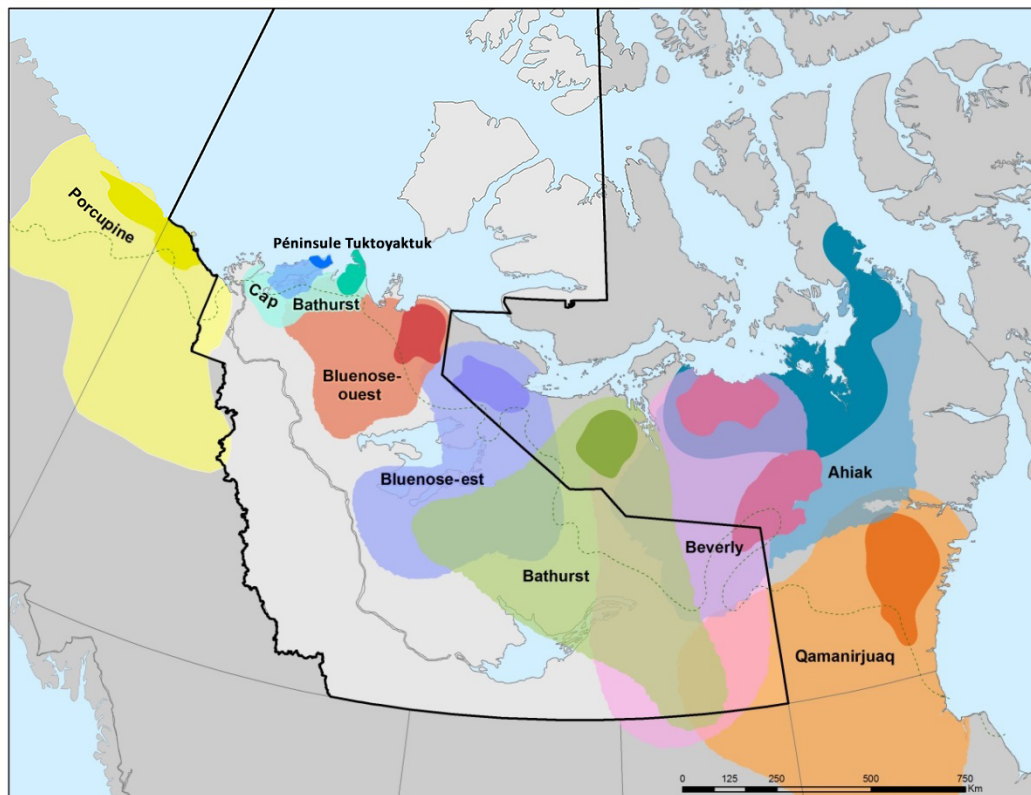 Porcupine
Péninsule Tuktoyaktuk
Cap
Bathurst
Bluenose-
ouest
Bluenose-est
Ahiak
Beverly
Bathurst
Qamanirjuaq
0 125 250 500 750
Km